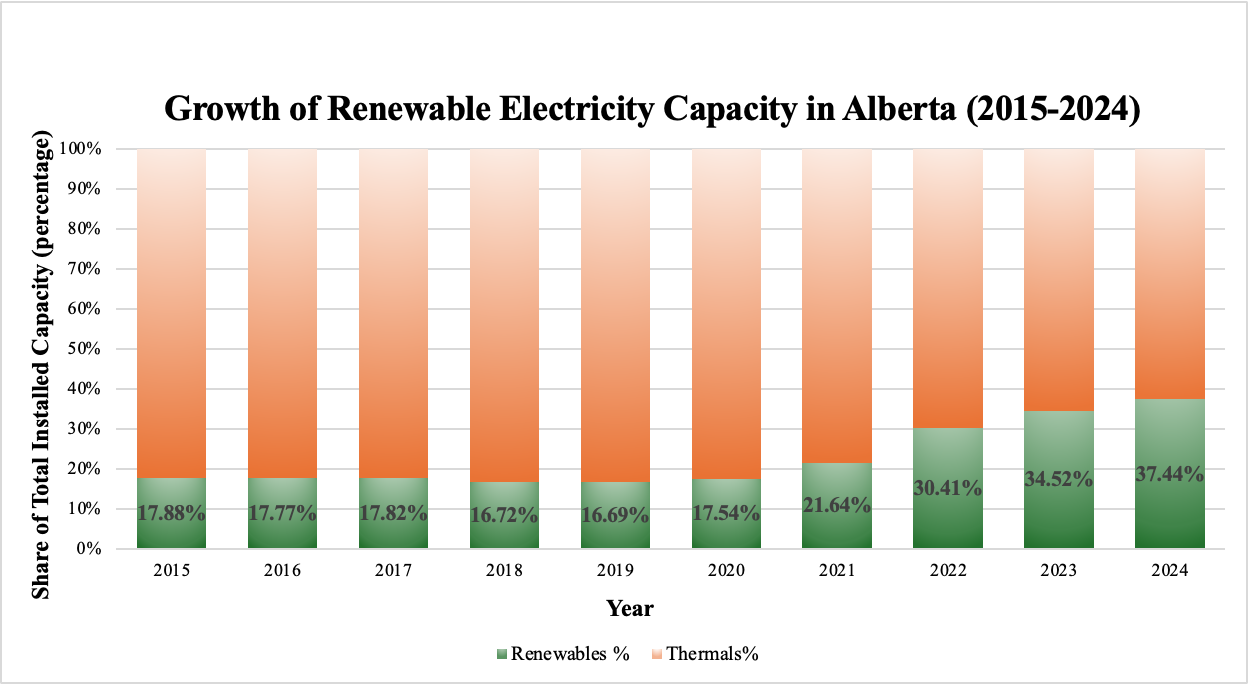 Growth of Renewable Electricity Capacity in Alberta (2015-2024)
Share of Total Installed Capacity (percentage)
100%
90%
80%
70%
60%
50%
40%
30%
20%
10%
0%
17.88% 17.77% 17.82% 16.72% 16.69% 17.54% 21.64% 30.41% 34.52% 37.44%
2015 2016 2017 2018 2019 2020 2021 2022 2023 2024
Year
Renewables % Thermals%